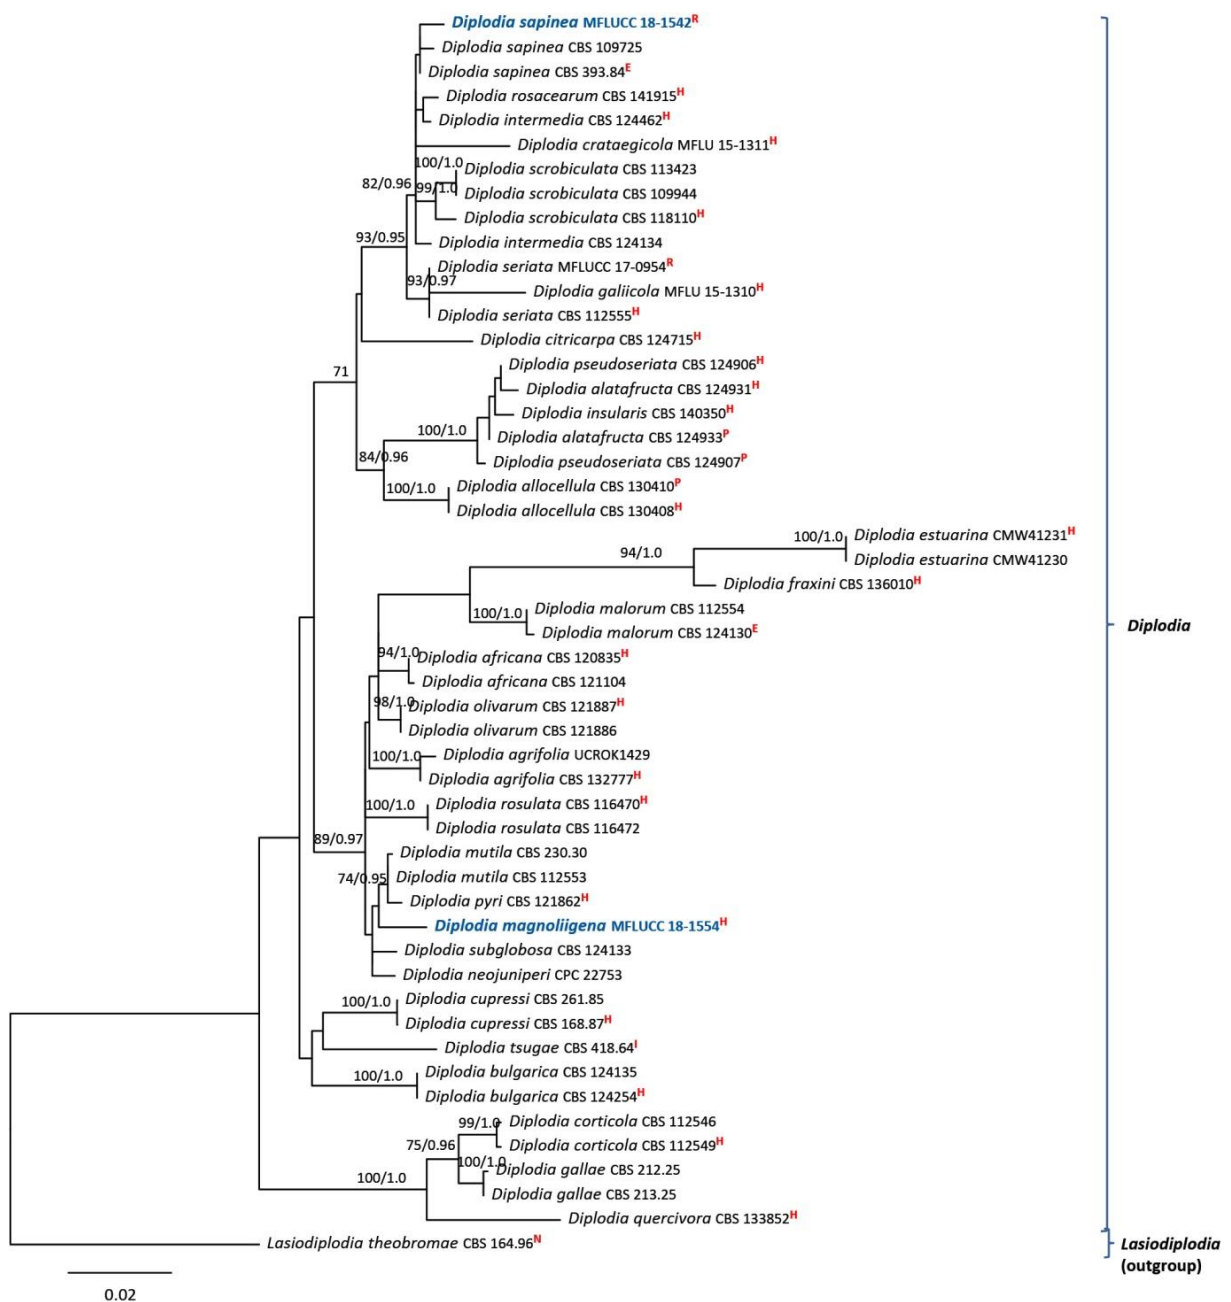 Diplodia sapinea MFLUCC 18-1542R
Diplodia sapinea CBS 109725
Diplodia sapinea CBS 393.84E
Diplodia rosacearum CBS 141915H
Diplodia intermedia CBS 124462H
Diplodia crataegicola MFLU 15-1311H
100/1.0
Diplodia scrobiculata CBS 113423
82/0.96
99/1.0
Diplodia scrobiculata CBS 109944
Diplodia scrobiculata CBS 118110H
93/0.95
Diplodia intermedia CBS 124134
Diplodia seriata MFLUCC 17-0954R
93/0.97
Diplodia galiicola MFLU 15-1310H
Diplodia seriata CBS 112555H
Diplodia citricarpa CBS 124715H
71
Diplodia pseudoseriata CBS 124906H
Diplodia alatafructa CBS 124931H
Diplodia insularis CBS 140350H
100/1.0
Diplodia alatafructa CBS 124933P
84/0.96
Diplodia pseudoseriata CBS 124907P
100/1.0
Diplodia allocellula CBS 130410P
Diplodia allocellula CBS 130408H
100/1.0
Diplodia estuarina CMW41231H
94/1.0
Diplodia estuarina CMW41230
Diplodia fraxini CBS 136010H
100/1.0
Diplodia malorum CBS 112554
Diplodia malorum CBS 124130E
Diplodia
94/1.0
Diplodia africana CBS 120835H
Diplodia africana CBS 121104
98/1.0
Diplodia olivarum CBS 121887H
Diplodia olivarum CBS 121886
100/1.0
Diplodia agrifolia UCROK1429
Diplodia agrifolia CBS 132777H
100/1.0
Diplodia rosulata CBS 116470H
Diplodia rosulata CBS 116472
89/0.97
Diplodia mutila CBS 230.30
74/0.95
Diplodia mutila CBS 112553
Diplodia pyri CBS 121862H
Diplodia magnoliigena MFLUCC 18-1554H
Diplodia subglobosa CBS 124133
Diplodia neojuniperi CPC 22753
100/1.0
Diplodia cupressi CBS 261.85
Diplodia cupressi CBS 168.87H
Diplodia tsugae CBS 418.64I
100/1.0
Diplodia bulgarica CBS 124135
Diplodia bulgarica CBS 124254H
99/1.0
Diplodia corticola CBS 112546
75/0.96
Diplodia corticola CBS 112549H
100/1.0
100/1.0
Diplodia gallae CBS 212.25
Diplodia gallae CBS 213.25
Diplodia quercivora CBS 133852H
Lasiodiplodia theobromae CBS 164.96N
Lasiodiplodia
(outgroup)
0.02